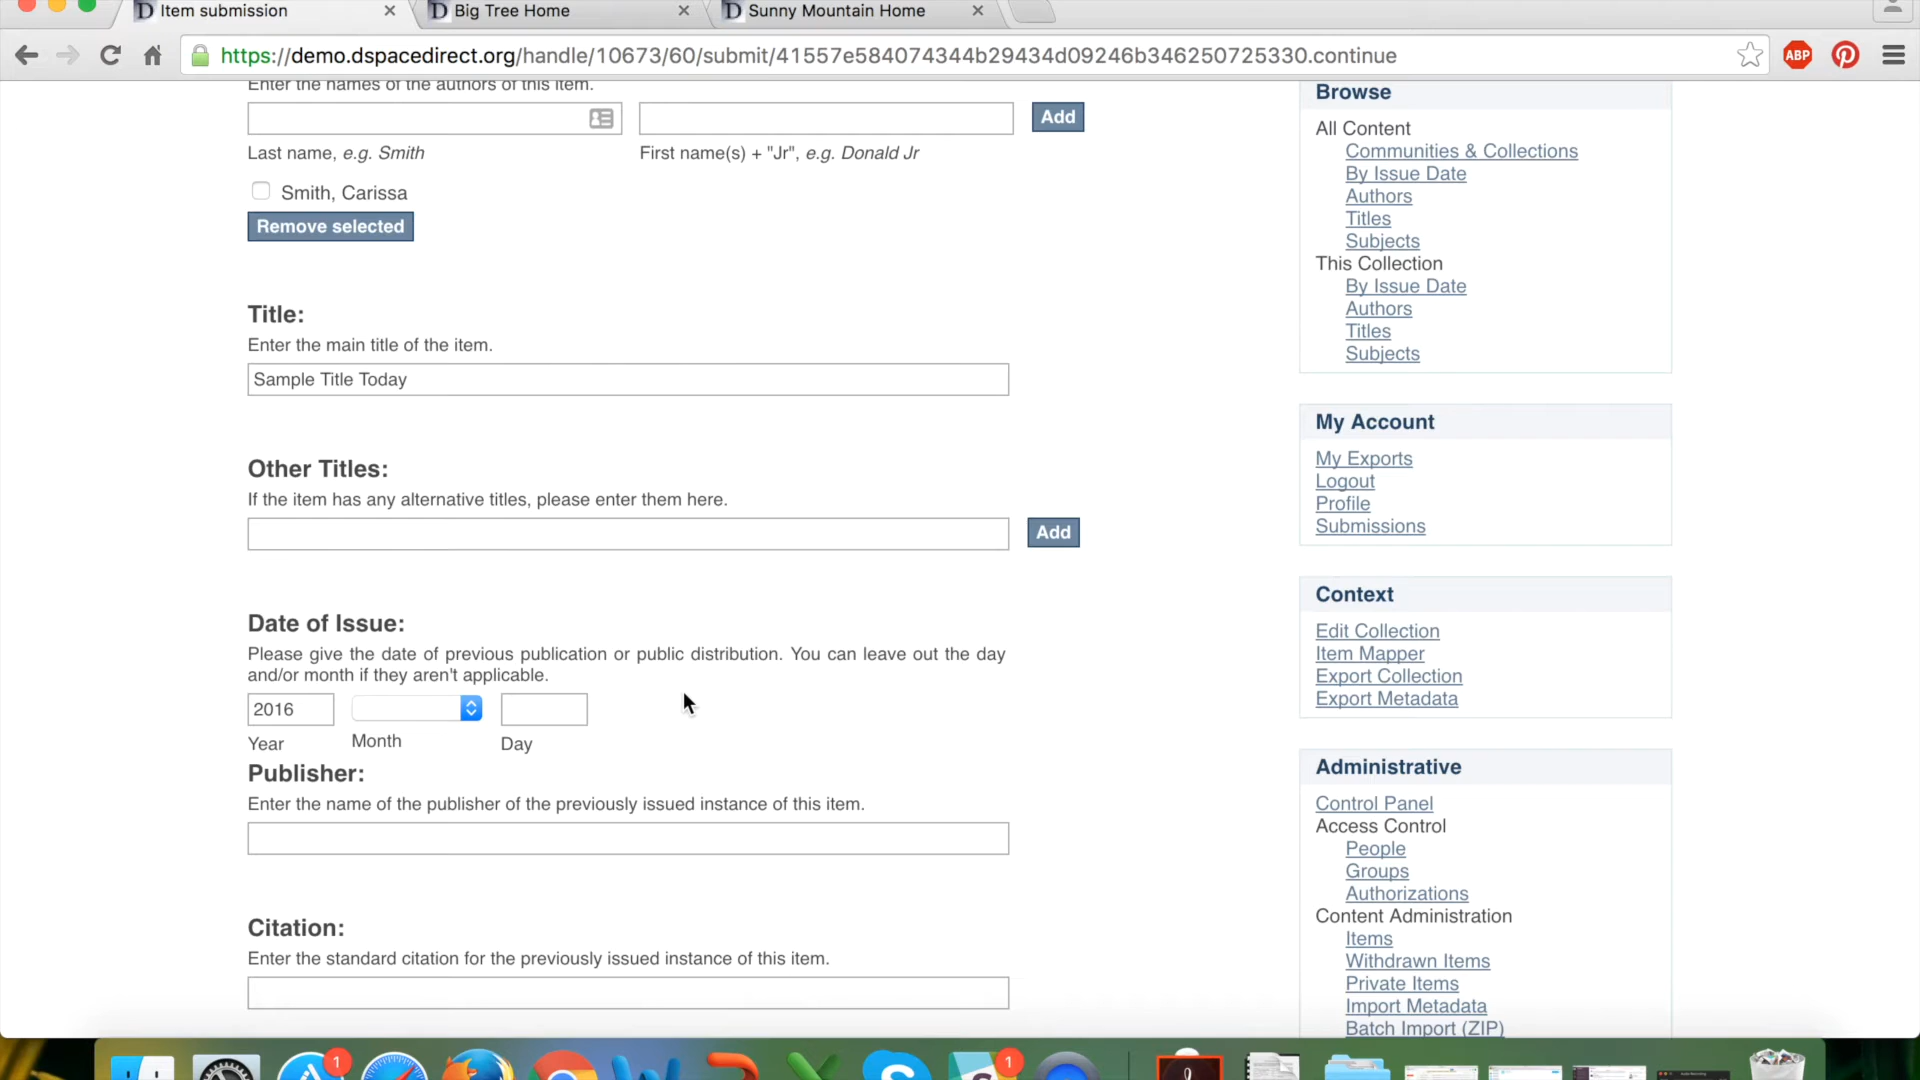 Item submission
Big Tree Home
Sunny Mountain Home
https://demo.dspacedirect.org/handle/10673/60/submit/41557e584074344b29434d09246b346250725330.continue
ABP
Enter the names of the authors of this item.
Add
Last name, e.g. Smith
First name(s) + "Jr", e.g. Donald Jr
Smith, Carissa
Remove selected
Title:
Enter the main title of the item.
Sample Title Today
Other Titles:
If the item has any alternative titles, please enter them here.
Add
Date of Issue:
Please give the date of previous publication or public distribution. You can leave out the day
and/or month if they aren't applicable.
2016
Year
Month
Day
Publisher:
Enter the name of the publisher of the previously issued instance of this item.
Citation:
Enter the standard citation for the previously issued instance of this item.
Browse
All Content
Communities & Collections
By Issue Date
Authors
Titles
Subjects
This Collection
By Issue Date
Authors
Titles
Subjects
My Account
My Exports
Logout
Profile
Submissions
Context
Edit Collection
Item Mapper
Export Collection
Export Metadata
Administrative
Control Panel
Access Control
People
Groups
Authorizations
Content Administration
Items
Withdrawn Items
Private Items
Import Metadata
Batch Import (ZIP)
1
1